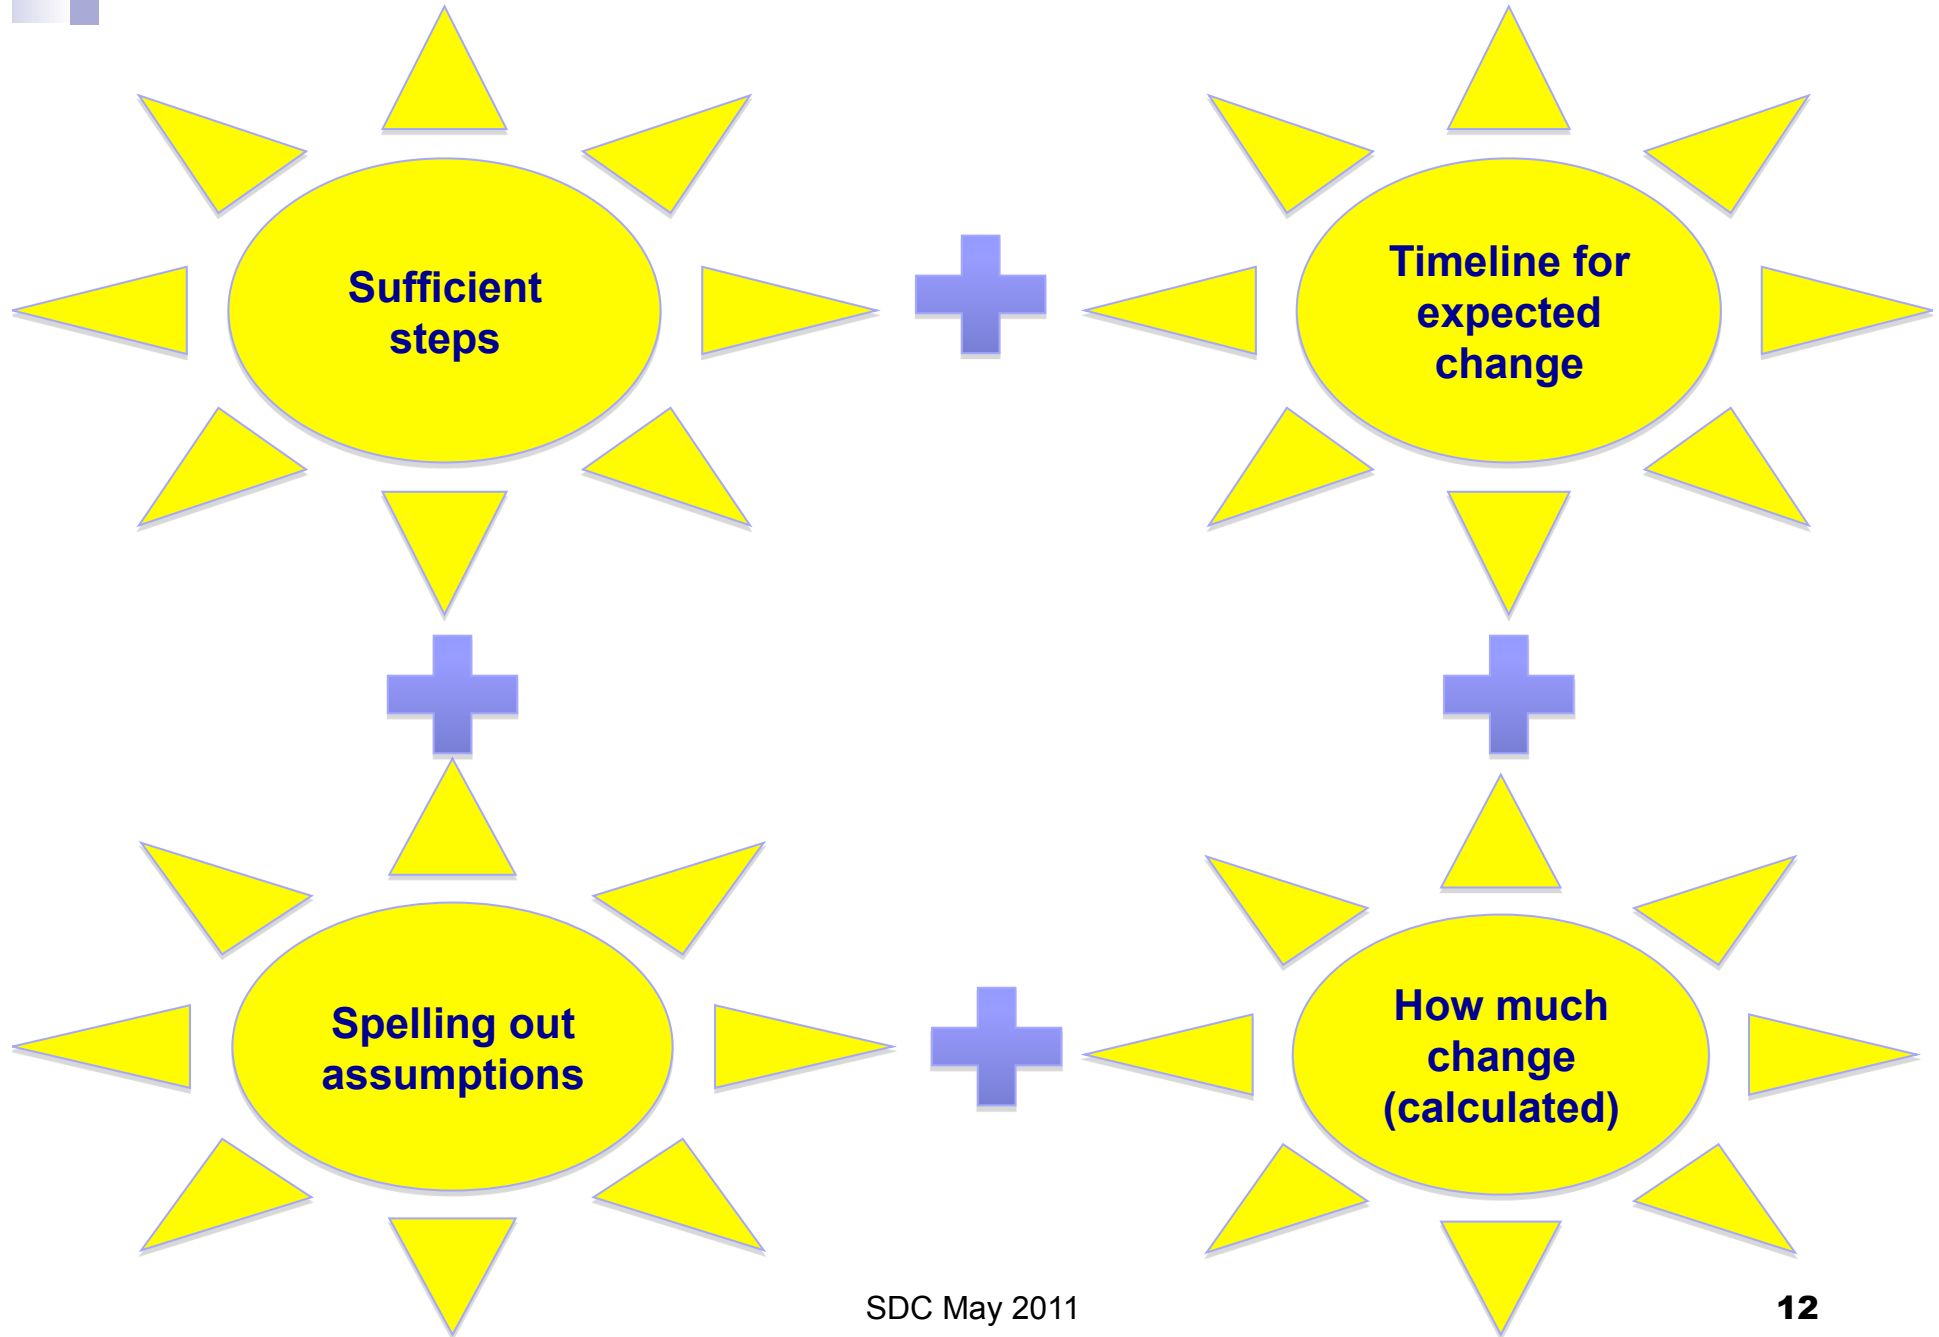 Sufficient
steps
Timeline for
expected
change
Spelling out
assumptions
How much
change
(calculated)
SDC May 2011
12